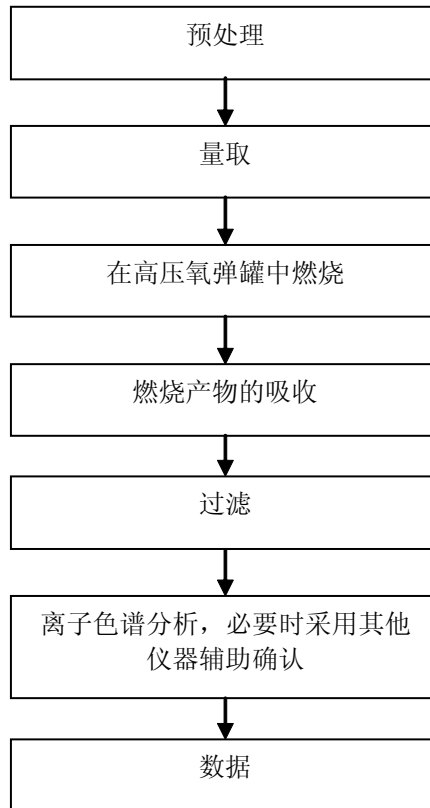 预处理
量取
在高压氧弹罐中燃烧
燃烧产物的吸收
过滤
离子色谱分析，必要时采用其他
仪器辅助确认
数据